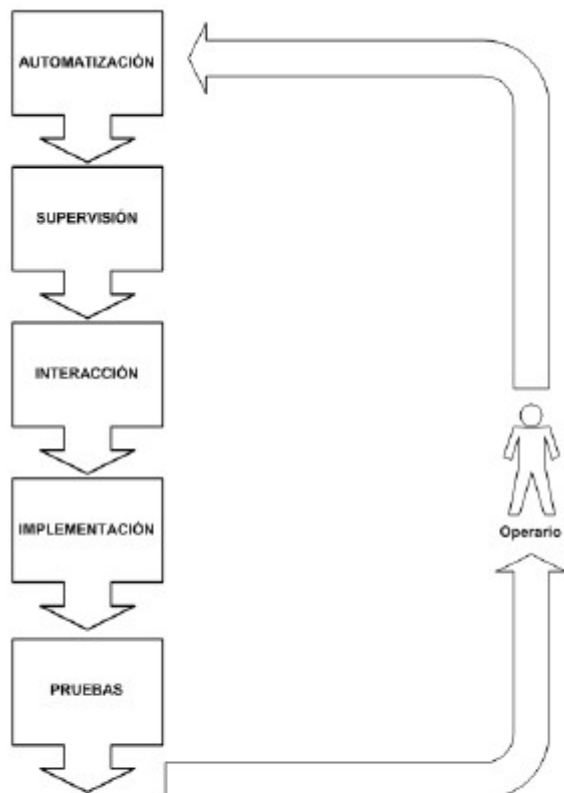 AUTOMATIZACIÓN
SUPERVISIÓN
INTERACCIÓN
IMPLEMENTACIÓN
Operario
PRUEBAS